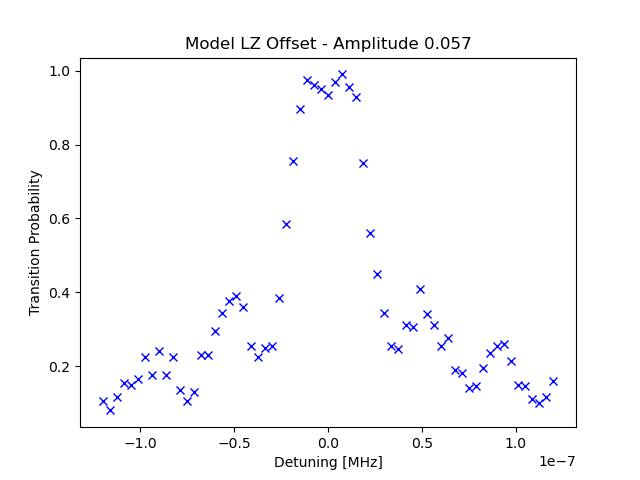 Model LZ Offset - Amplitude 0.057
1.0
0.8
0.6
0.4
0.2
Transition Probability
−1.0 −0.5 0.0 0.5 1.0
1e−7
Detuning [MHz]